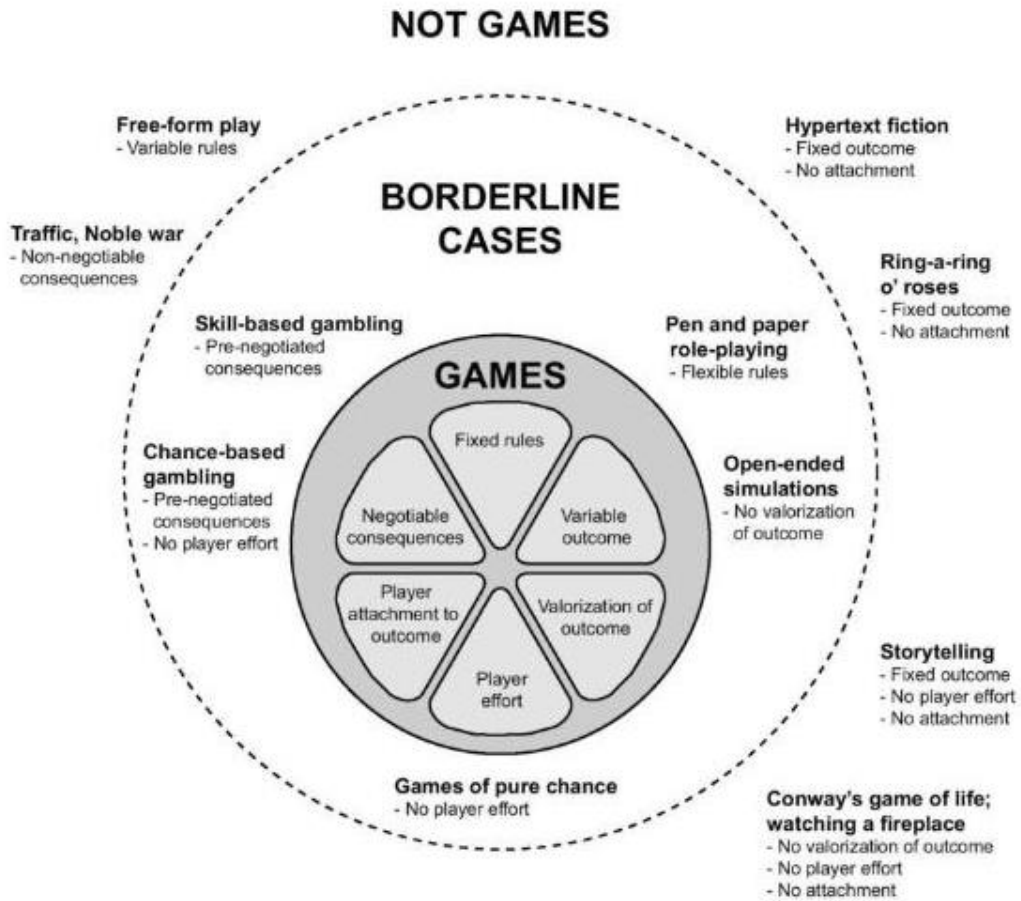 NOT GAMES
Free-form play
- Variable rules
Hypertext fiction
- Fixed outcome
- No attachment
BORDERLINE
CASES
Traffic, Noble war
- Non-negotiable
consequences
Ring-a-ring
o' roses
- Fixed outcome
- No attachment
Skill-based gambling
- Pre-negotiated
consequences
Pen and paper
role-playing
- Flexible rules
GAMES
Fixed rules
Chance-based
gambling
- Pre-negotiated
consequences
- No player effort
Negotiable
consequences
Variable
outcome
Open-ended
simulations
- No valorization
of outcome
Player
attachment to
outcome
Valorization of
outcome
Player
effort
Storytelling
- Fixed outcome
- No player effort
- No attachment
Games of pure chance
- No player effort
Conway's game of life;
watching a fireplace
- No valorization of outcome
- No player effort
- No attachment